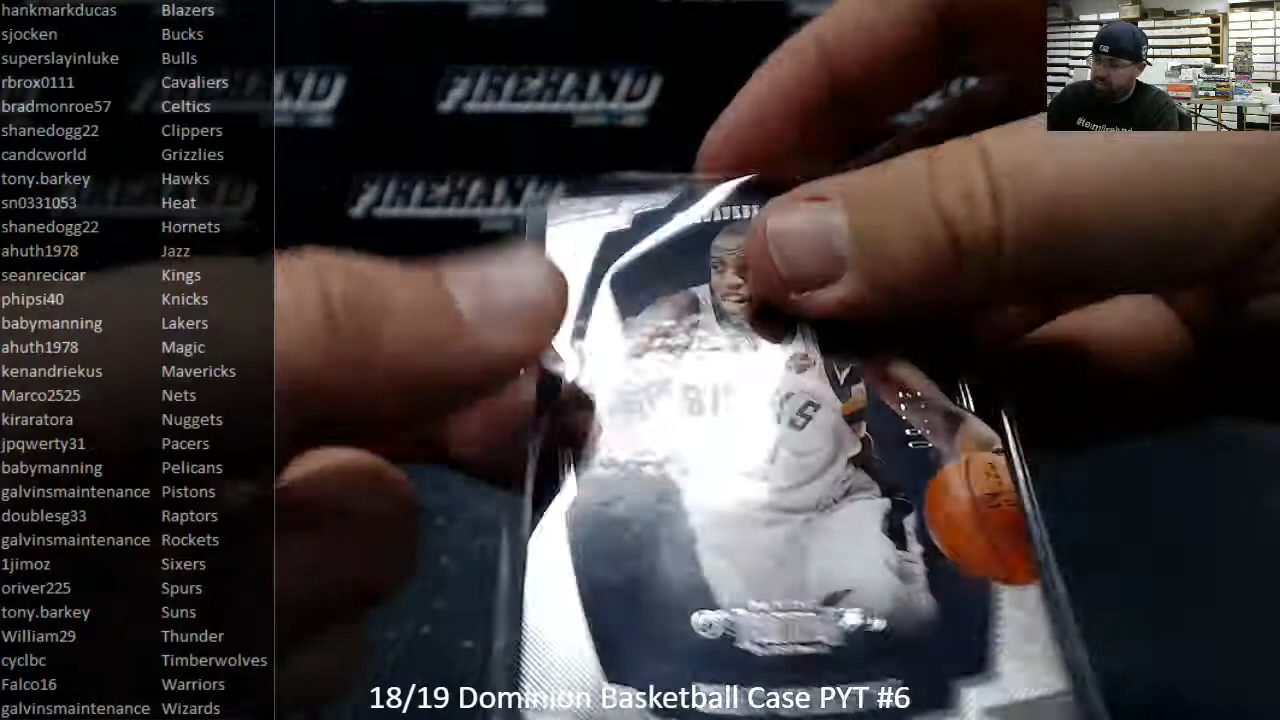 hankmarkducas Blazers
sjocken Bucks
superslayinluke Bulls
rbrox0111 Cavaliers
bradmonroe57 Celtics
shanedogg22 Clippers
candcworld Grizzlies
tony.barkey Hawks
sn0331053 Heat
shanedogg22 Hornets
ahuth1978 Jazz
seanrecicar Kings
phipsi40 Knicks
babymanning Lakers
ahuth1978 Magic
kenandriekus Mavericks
Marco2525 Nets
kiraratora Nuggets
jpqwerty31 Pacers
babymanning Pelicans
galvinsmaintenance Pistons
doublesg33 Raptors
galvinsmaintenance Rockets
1jimoz Sixers
oriver225 Spurs
tony.barkey Suns
William29 Thunder
cyclbc Timberwolves
Falco16 Warriors
galvinsmaintenance Wizards
FIREHAND
FIREHAND
FIREHAND
18/19 Dominion Basketball Case PYT #6